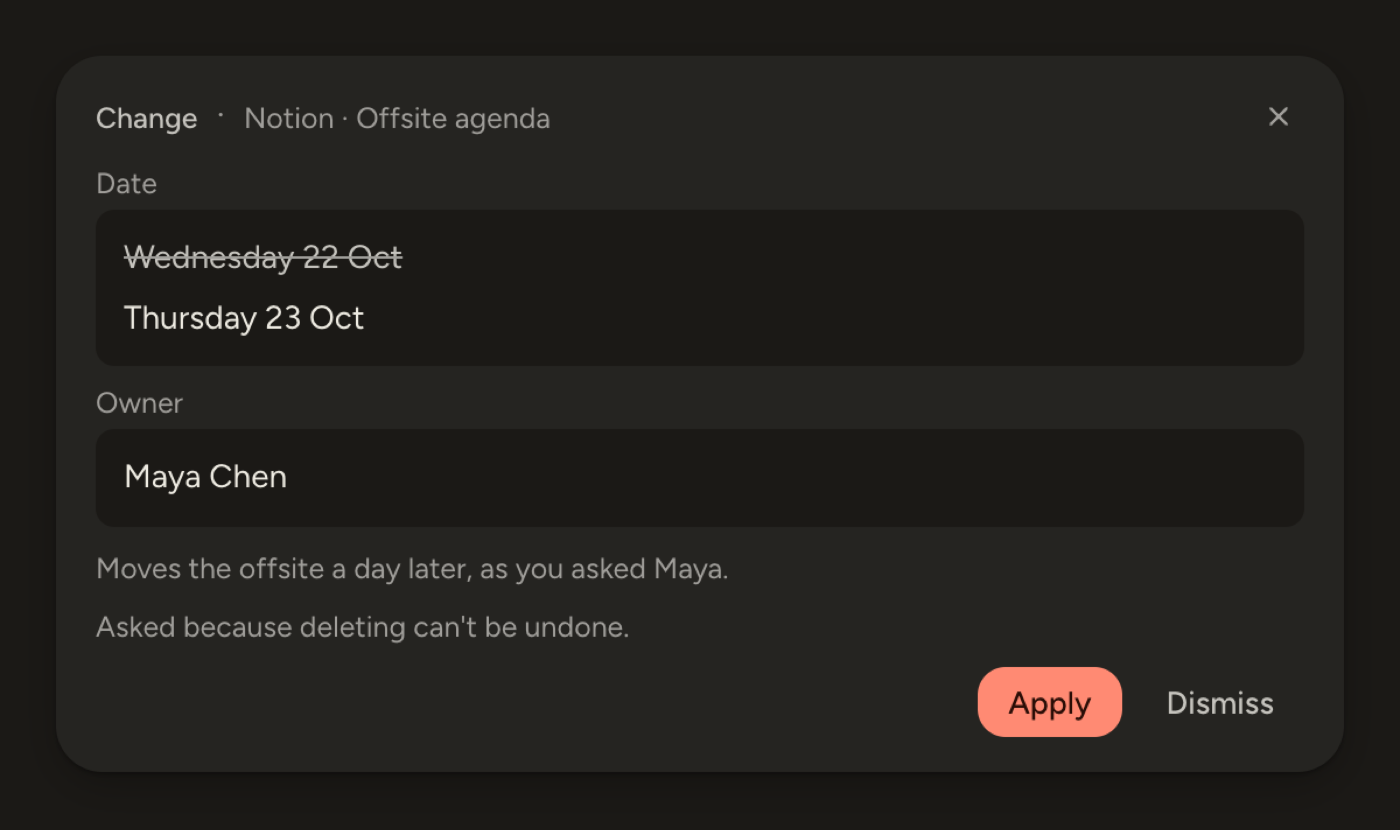 Change · Notion · Offsite agenda
Date
Wednesday 22 Oct
Thursday 23 Oct
Owner
Maya Chen
Moves the offsite a day later, as you asked Maya.
Asked because deleting can't be undone.
Apply Dismiss